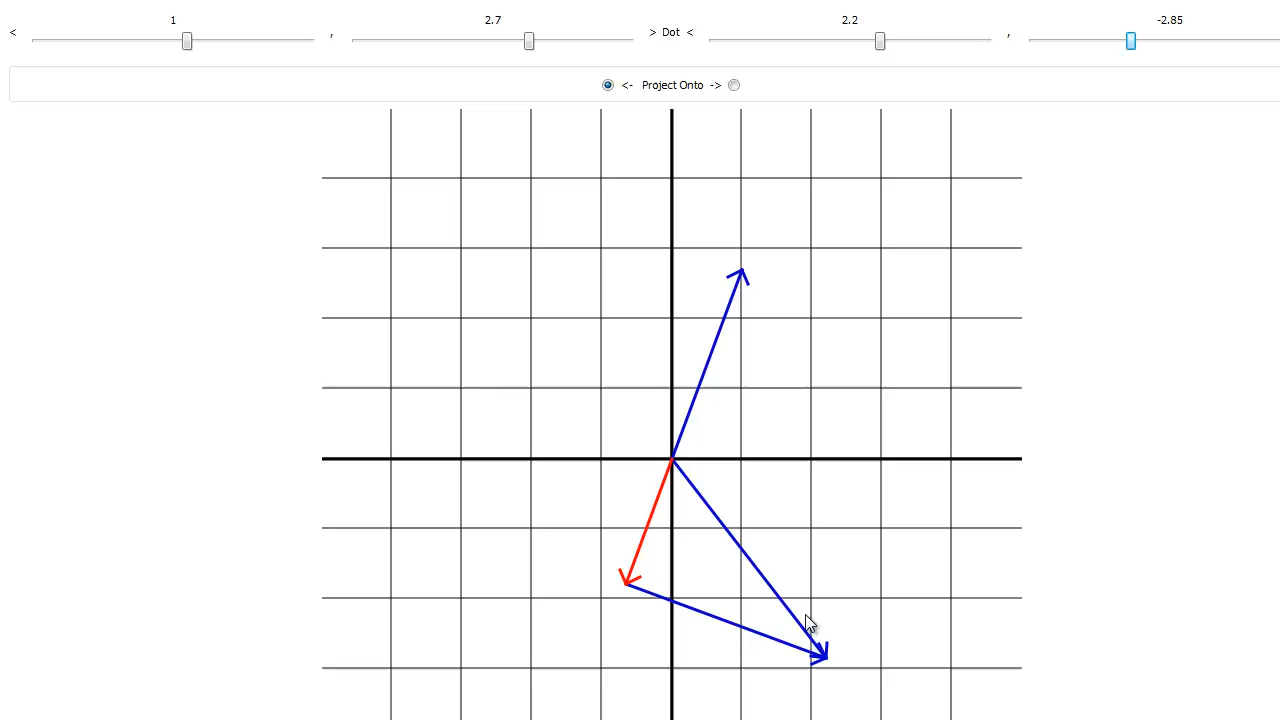 1 2.7 2.2 -2.85
< , > Dot < ,
<- Project Onto ->